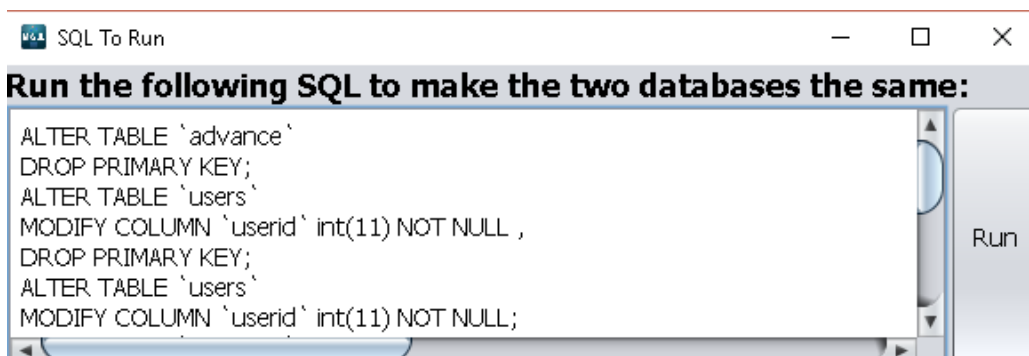 SQL To Run
Run the following SQL to make the two databases the same:
ALTER TABLE `advance`
DROP PRIMARY KEY;
ALTER TABLE `users`
MODIFY COLUMN `userid` int(11) NOT NULL ,
DROP PRIMARY KEY;
ALTER TABLE `users`
MODIFY COLUMN `userid` int(11) NOT NULL;
Run